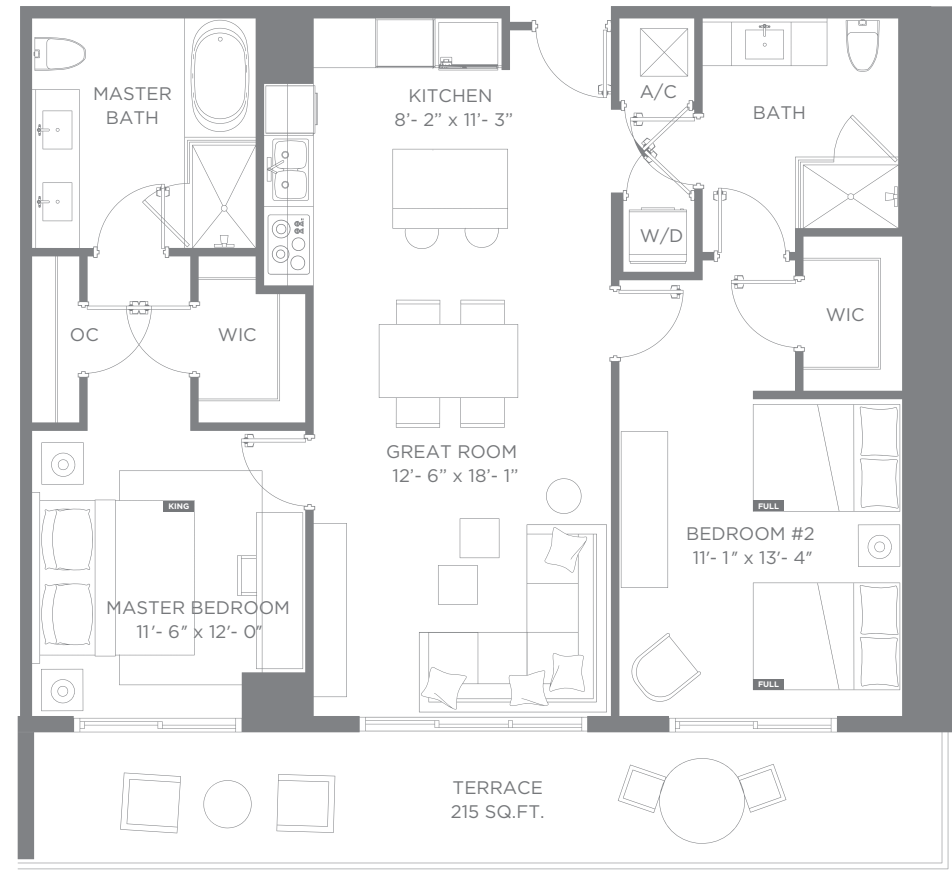 MASTER
BATH
KITCHEN
8'- 2" x 11'- 3"
A/C
BATH
W/D
OC
WIC
WIC
GREAT ROOM
12'- 6" x 18'- 1"
KING
FULL
BEDROOM #2
11'- 1" x 13'- 4"
MASTER BEDROOM
11'- 6" x 12'- 0"
FULL
TERRACE
215 SQ.FT.